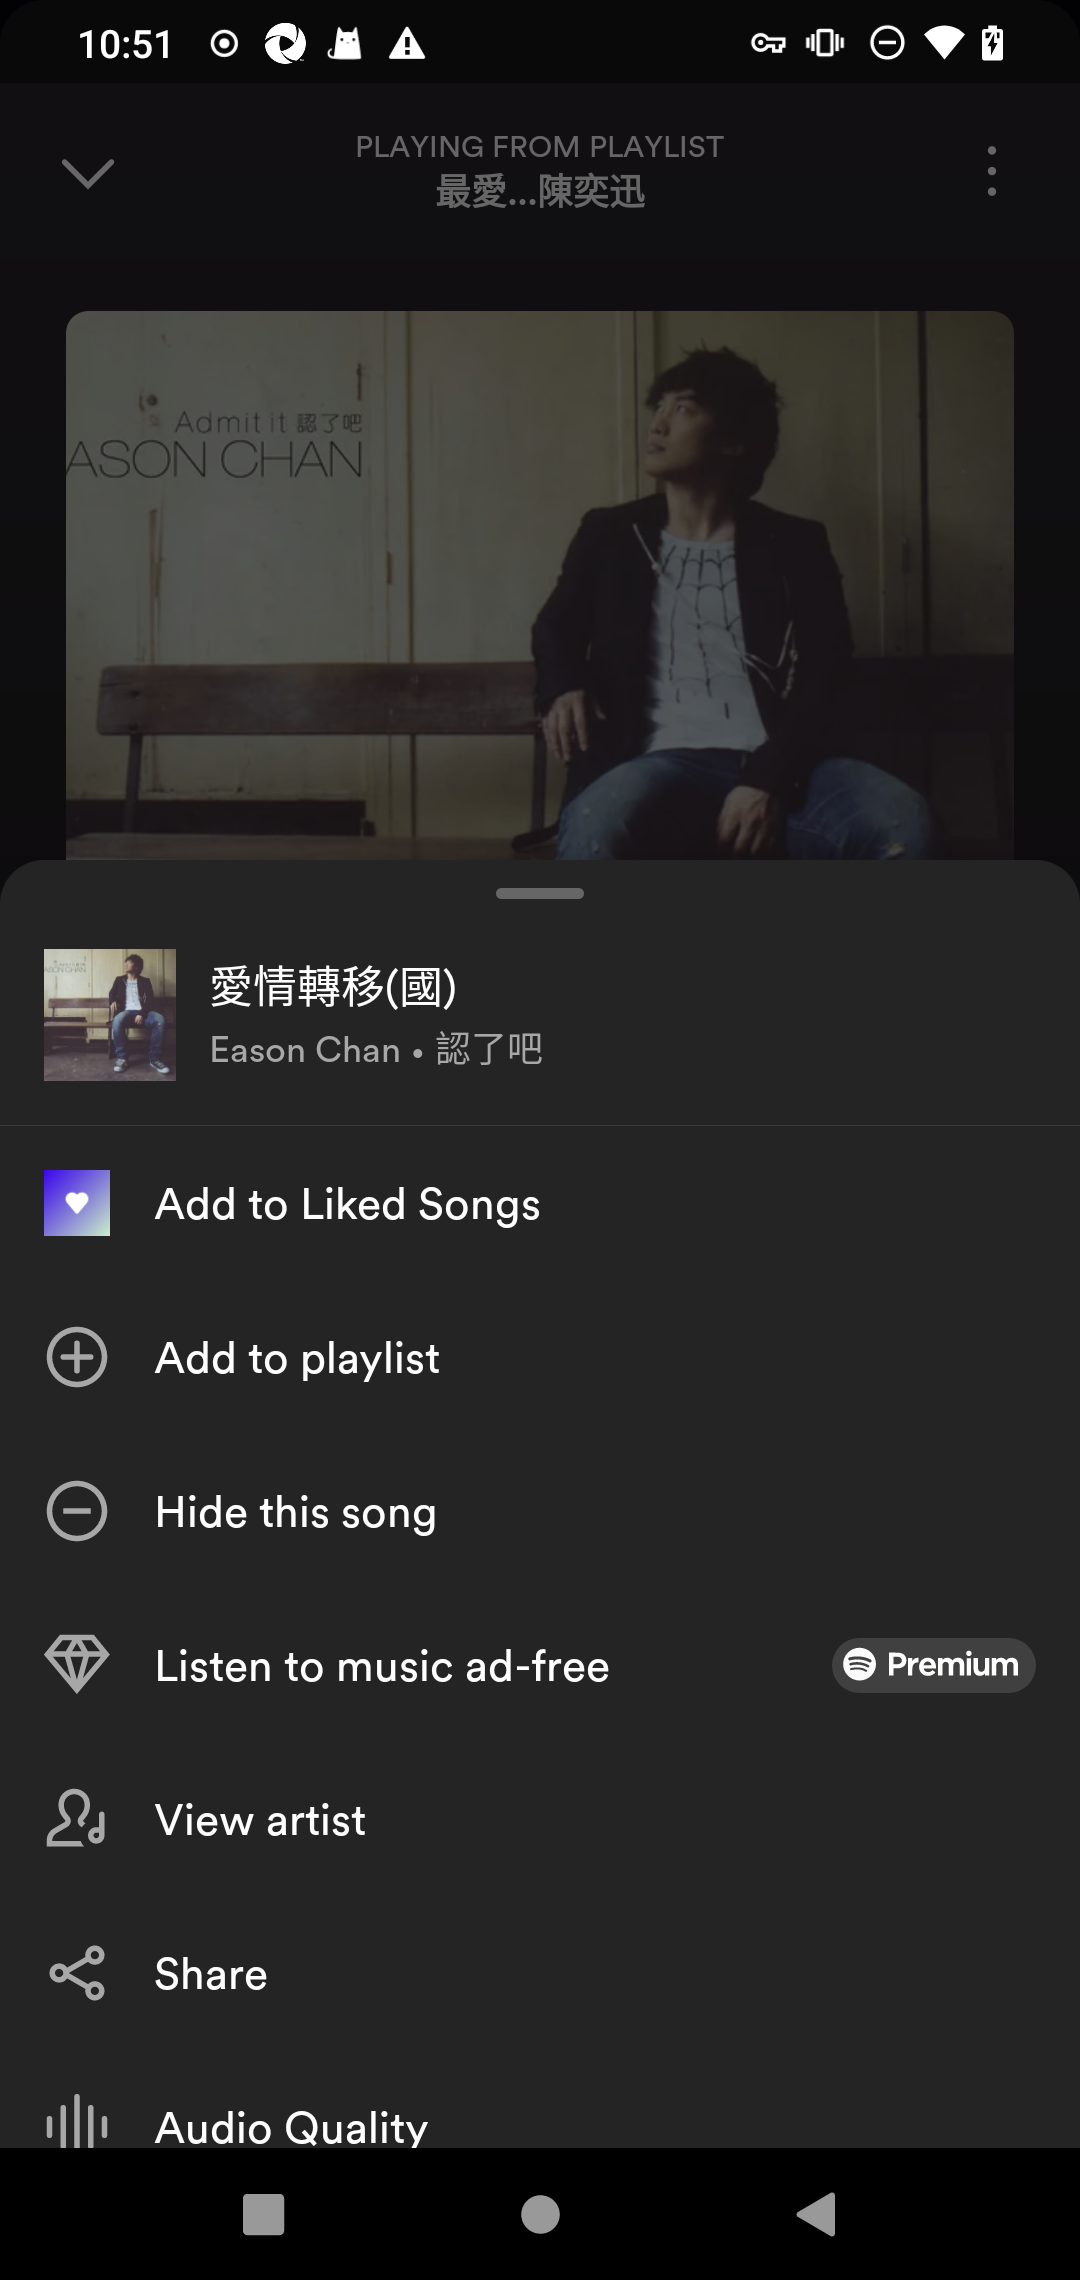 10:51
PLAYING FROM PLAYLIST
最愛...陳奕迅
Admit it 認了吧
ASON CHAN
愛情轉移(國)
Eason Chan • 認了吧
Add to Liked Songs
Add to playlist
Hide this song
Listen to music ad-free
Premium
View artist
Share
Audio Quality